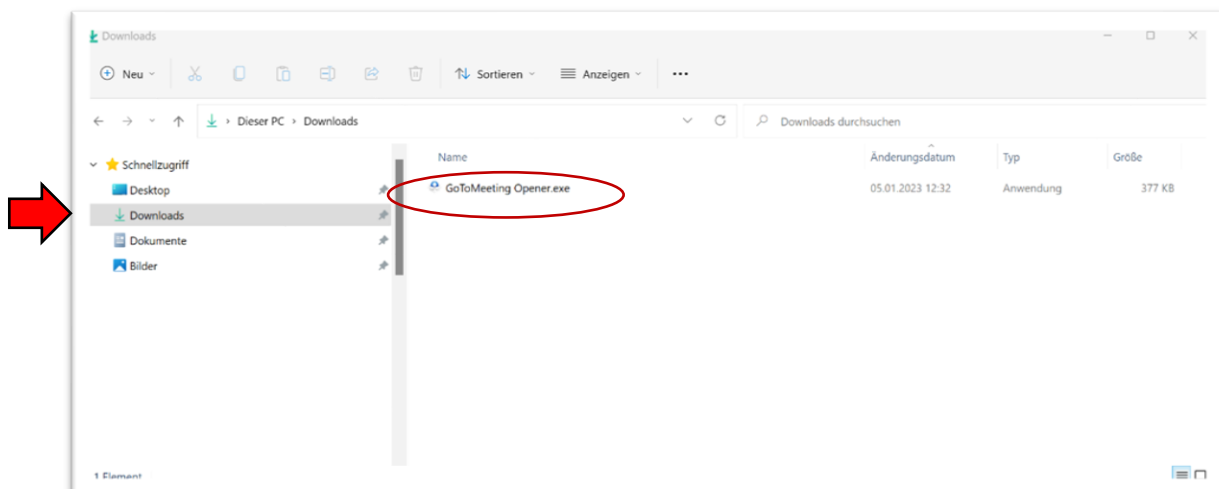 Downloads
Neu Sortieren Anzeigen
Dieser PC Downloads Downloads durchsuchen
Schnellzugriff
Desktop
Downloads
Dokumente
Bilder
Name Änderungsdatum Typ Größe
GoToMeeting Opener.exe 05.01.2023 12:32 Anwendung 377 KB
1 Element